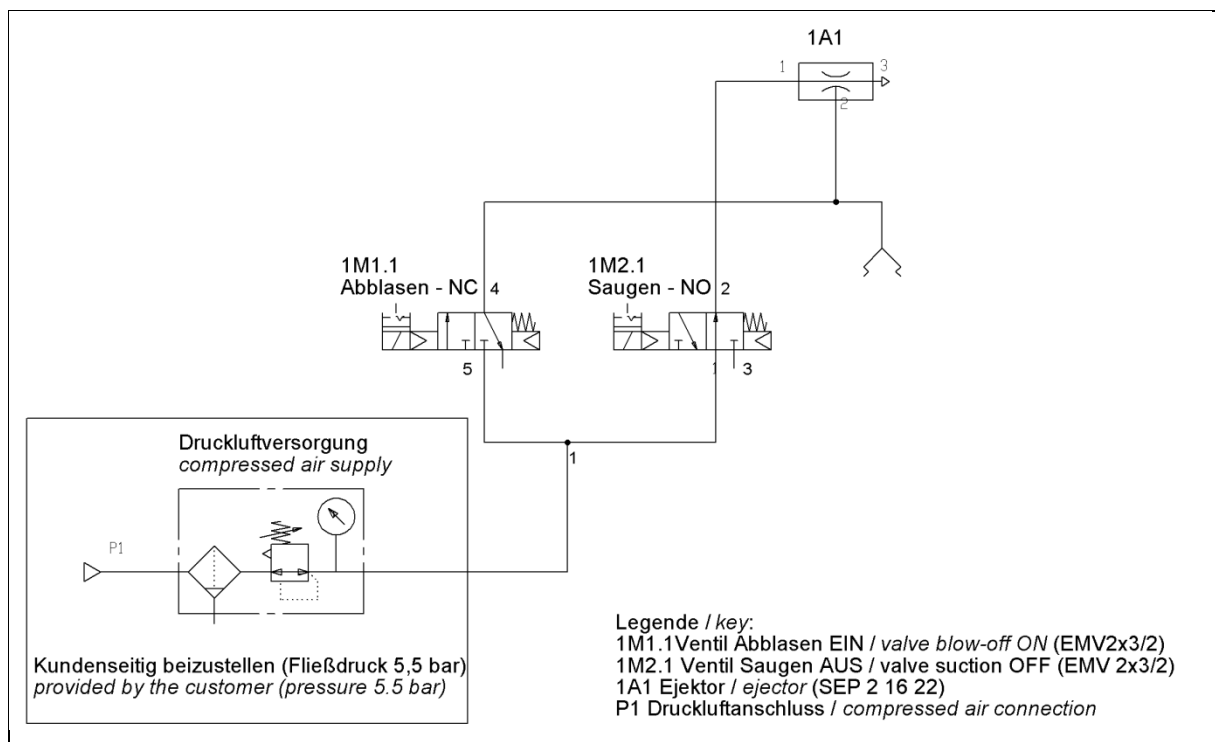 1A1
1
3
2
1M1.1
Abblasen - NC
4
1M2.1
Saugen - NO
2
5
1
3
1
Druckluftversorgung
compressed air supply
P1
Kundenseitig beizustellen (Fließdruck 5,5 bar)
provided by the customer (pressure 5.5 bar)
Legende / key:
1M1.1Ventil Abblasen EIN / valve blow-off ON (EMV2x3/2)
1M2.1 Ventil Saugen AUS / valve suction OFF (EMV 2x3/2)
1A1 Ejektor / ejector (SEP 2 16 22)
P1 Druckluftanschluss / compressed air connection